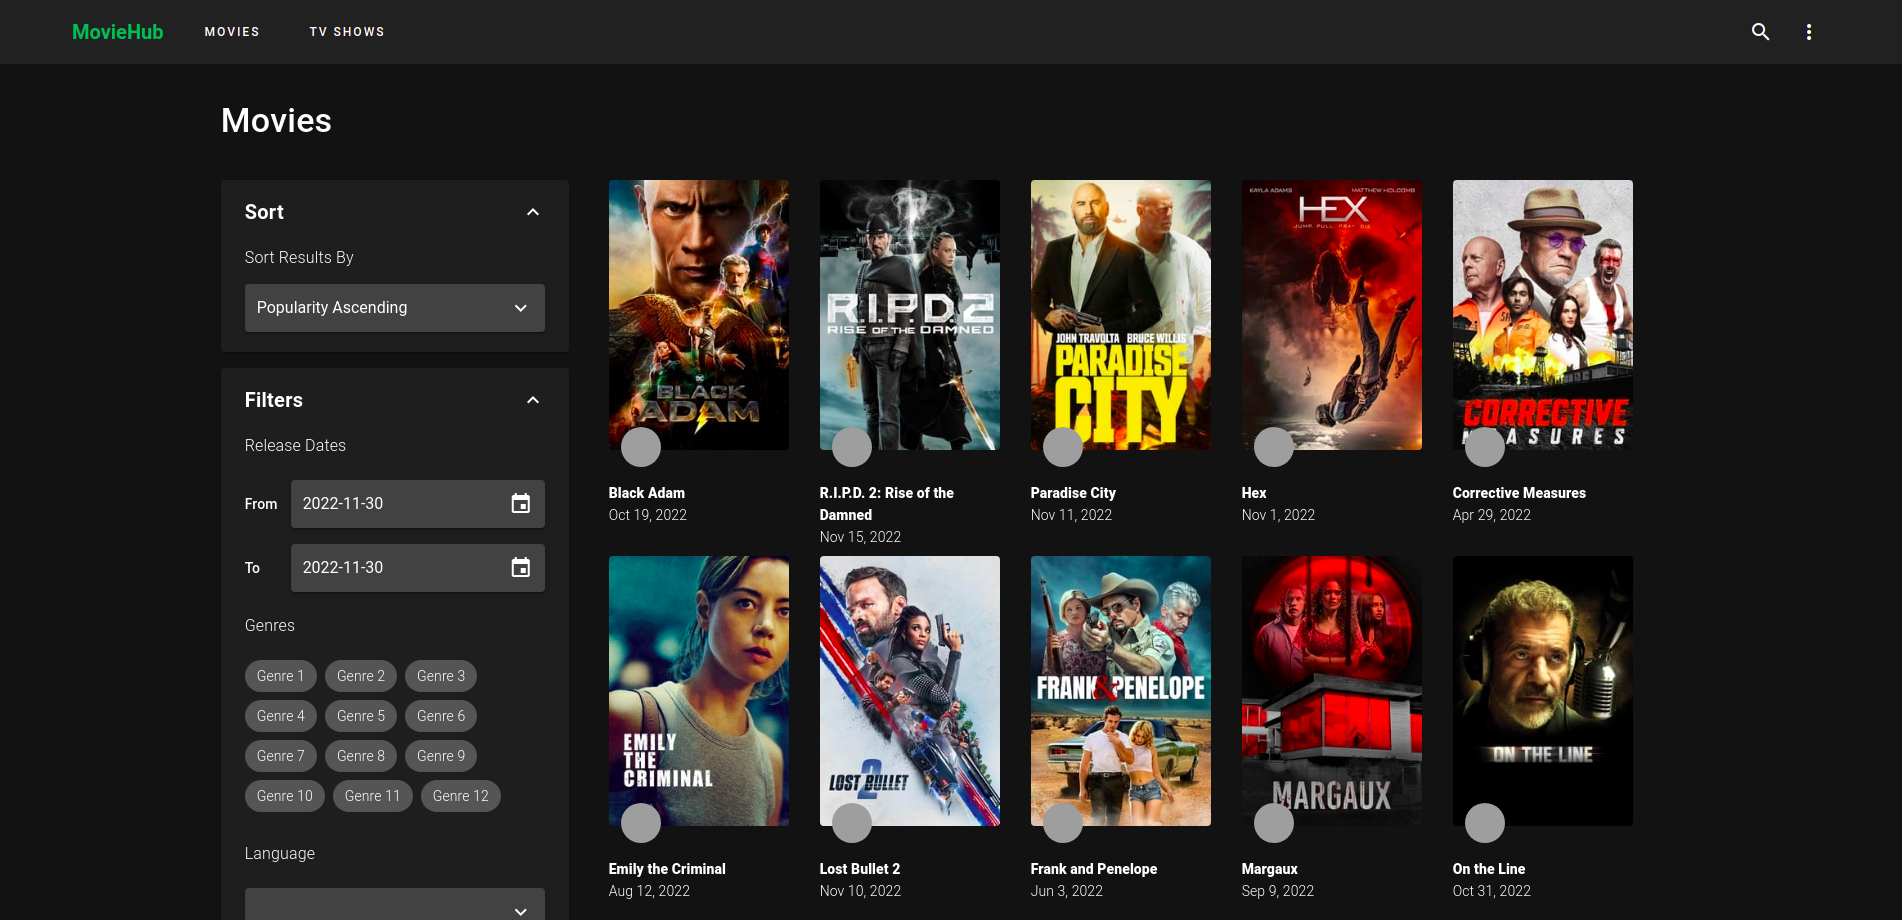 MovieHub MOVIES TV SHOWS
Movies
Sort
Sort Results By
Popularity Ascending
Filters
Release Dates
From 2022-11-30
To 2022-11-30
Genres
Genre 1 Genre 2 Genre 3
Genre 4 Genre 5 Genre 6
Genre 7 Genre 8 Genre 9
Genre 10 Genre 11 Genre 12
Language
BLACK
ADAM
Black Adam
Oct 19, 2022
R.I.P.D.2
RISE OF THE DAMNED
R.I.P.D. 2: Rise of the
Damned
Nov 15, 2022
JOHN TRAVOLTA BRUCE WILLIS
PARADISE
CITY
Paradise City
Nov 11, 2022
KAYLA ADAMS MATTHEW HOLCOMB
HEX
JUMP. PULL. PRAY. DIE.
Hex
Nov 1, 2022
CORRECTIVE
MEASURES
Corrective Measures
Apr 29, 2022
EMILY
THE
CRIMINAL
Emily the Criminal
Aug 12, 2022
LOST BULLET
2
Lost Bullet 2
Nov 10, 2022
FRANK & PENELOPE
Frank and Penelope
Jun 3, 2022
MARGAUX
Margaux
Sep 9, 2022
ON THE LINE
On the Line
Oct 31, 2022